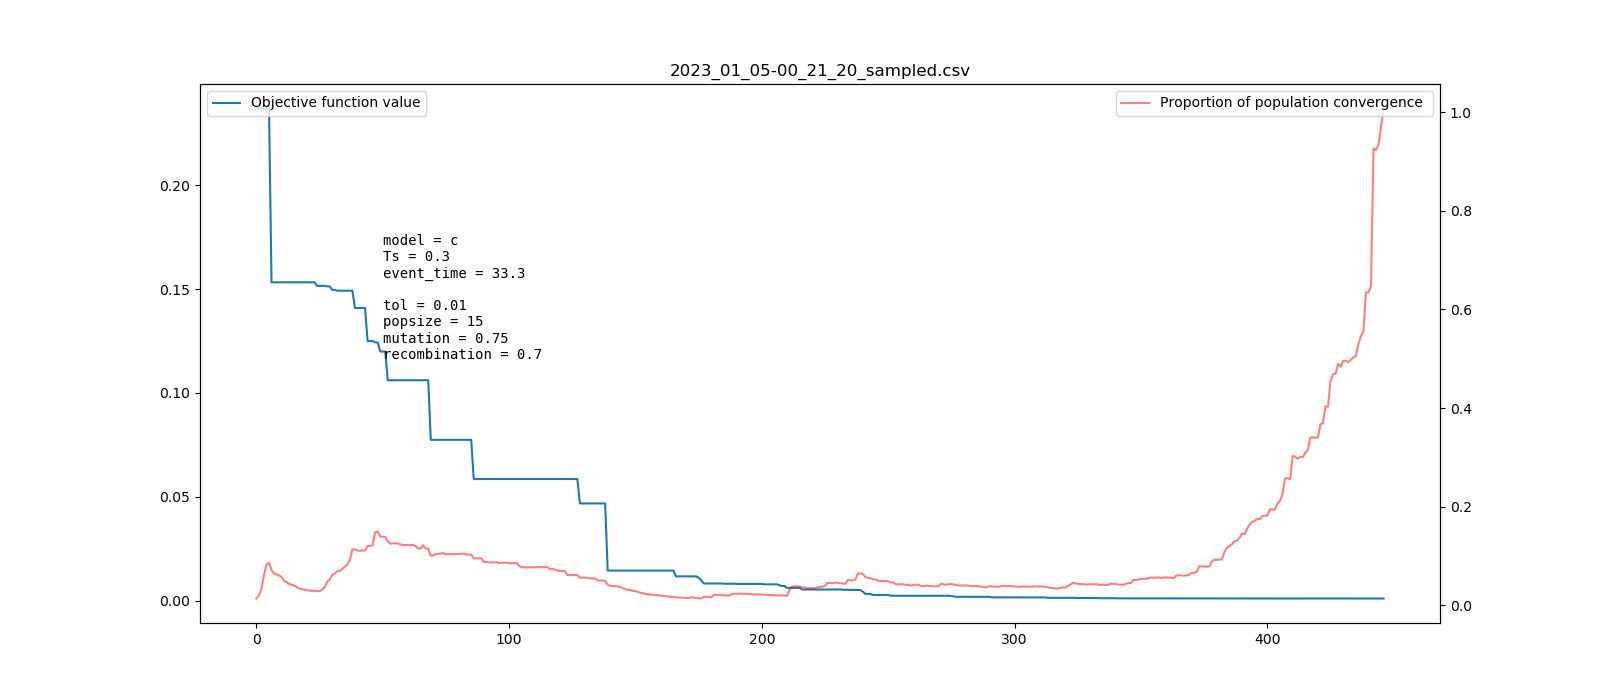 2023_01_05-00_21_20_sampled.csv
Objective function value
Proportion of population convergence
model = c
Ts = 0.3
event_time = 33.3
tol = 0.01
popsize = 15
mutation = 0.75
recombination = 0.7
0.20
0.15
0.10
0.05
0.00
1.0
0.8
0.6
0.4
0.2
0.0
0 100 200 300 400